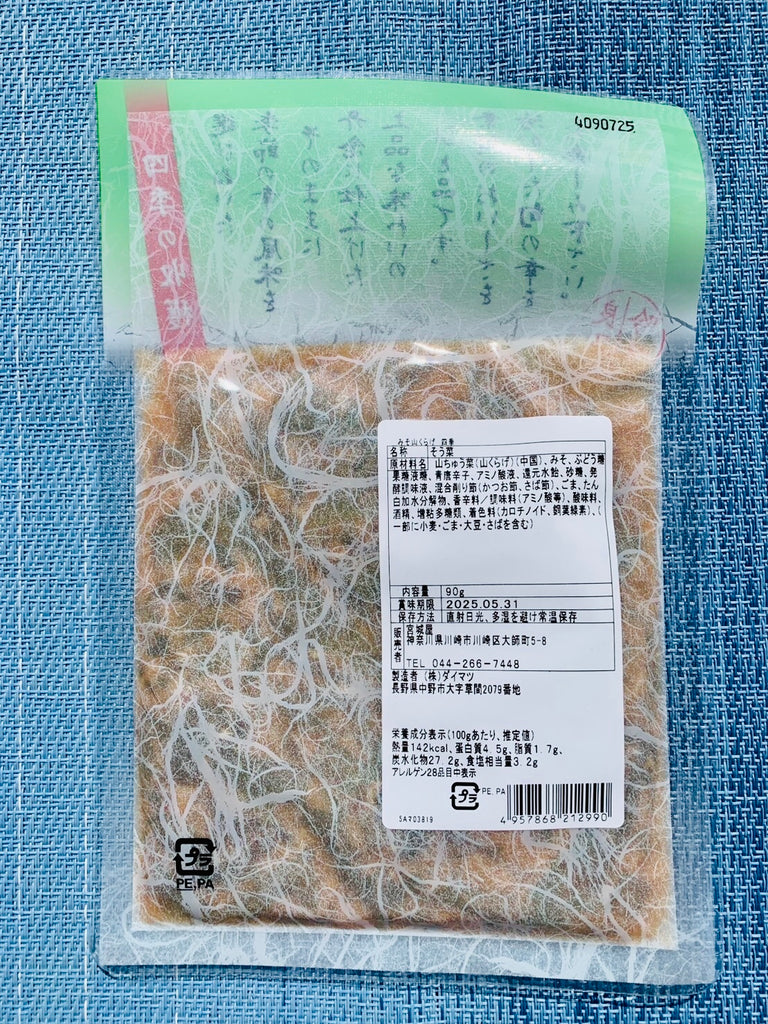 4090725
四季の収穫
みそ山くらげ 四季
名称 そう菜
原材料名 山ちゅう菜(山くらげ)(中国)、みそ、ぶどう糖
果糖液糖、青唐辛子、アミノ酸液、還元水飴、砂糖、発
酵調味液、混合削り節(かつお節、さば節)、ごま、たん
白加水分解物、香辛料/調味料(アミノ酸等)、酸味料、
酒精、増粘多糖類、着色料(カロチノイド、銅葉緑素)、(
一部に小麦・ごま・大豆・さばを含む)
内容量 90g
賞味期限 2025.05.31
保存方法 直射日光、多湿を避け常温保存
販売者 宮城屋
神奈川県川崎市川崎区大師町5-8
TEL 044-266-7448
製造者 (株)ダイマツ
長野県中野市大字草間2079番地
栄養成分表示(100gあたり、推定値)
熱量142kcal、蛋白質4.5g、脂質1.7g、
炭水化物27.2g、食塩相当量3.2g
アレルゲン28品目中表示
プラ PE,PA
SAR03819
4 957868 212990
プラ
PE,PA